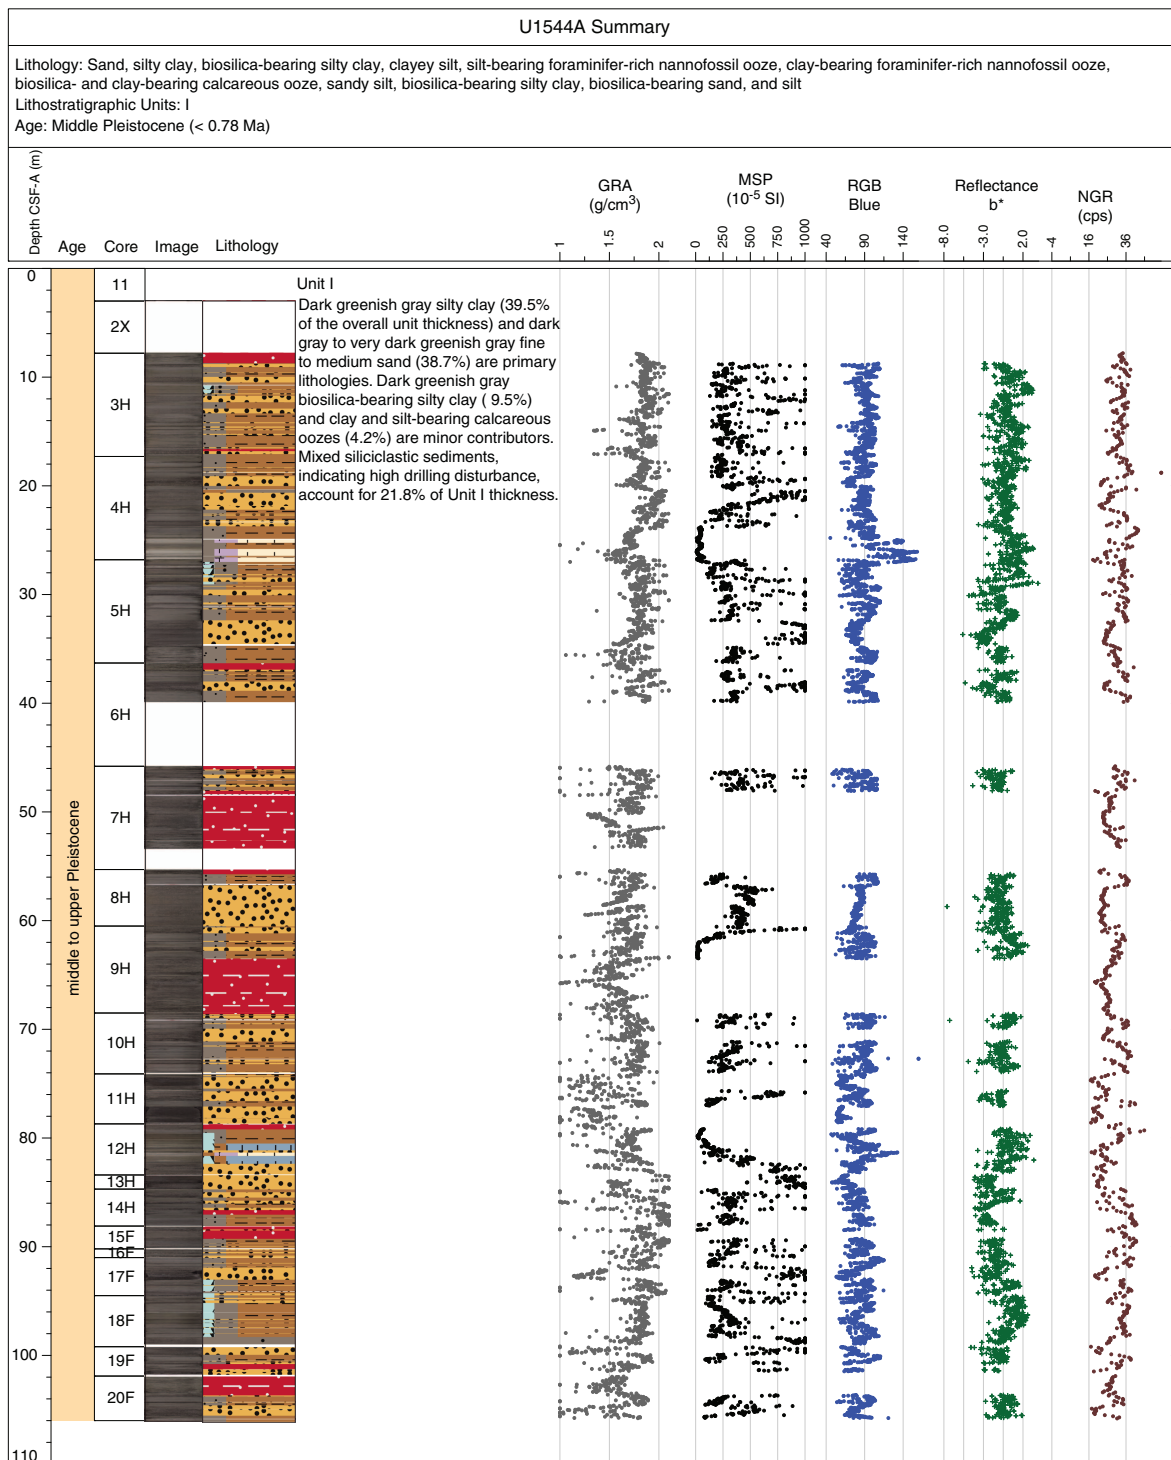 U1544A Summary
Lithology: Sand, silty clay, biosilica-bearing silty clay, clayey silt, silt-bearing foraminifer-rich nannofossil ooze, clay-bearing foraminifer-rich nannofossil ooze,
biosilica- and clay-bearing calcareous ooze, sandy silt, biosilica-bearing silty clay, biosilica-bearing sand, and silt
Lithostratigraphic Units: I
Age: Middle Pleistocene (< 0.78 Ma)
Depth CSF-A (m)
Age
Core
Image
Lithology
GRA
(g/cm3)
1 1.5 2
MSP
(10-5 SI)
0 250 500 750 1000
RGB
Blue
40 90 140
Reflectance
b*
-8.0 -3.0 2.0
NGR
(cps)
-4 16 36
0
10
20
30
40
50
60
70
80
90
100
110
middle to upper Pleistocene
11
2X
3H
4H
5H
6H
7H
8H
9H
10H
11H
12H
13H
14H
15F
16F
17F
18F
19F
20F
Unit I
Dark greenish gray silty clay (39.5%
of the overall unit thickness) and dark
gray to very dark greenish gray fine
to medium sand (38.7%) are primary
lithologies. Dark greenish gray
biosilica-bearing silty clay ( 9.5%)
and clay and silt-bearing calcareous
oozes (4.2%) are minor contributors.
Mixed siliciclastic sediments,
indicating high drilling disturbance,
account for 21.8% of Unit I thickness.